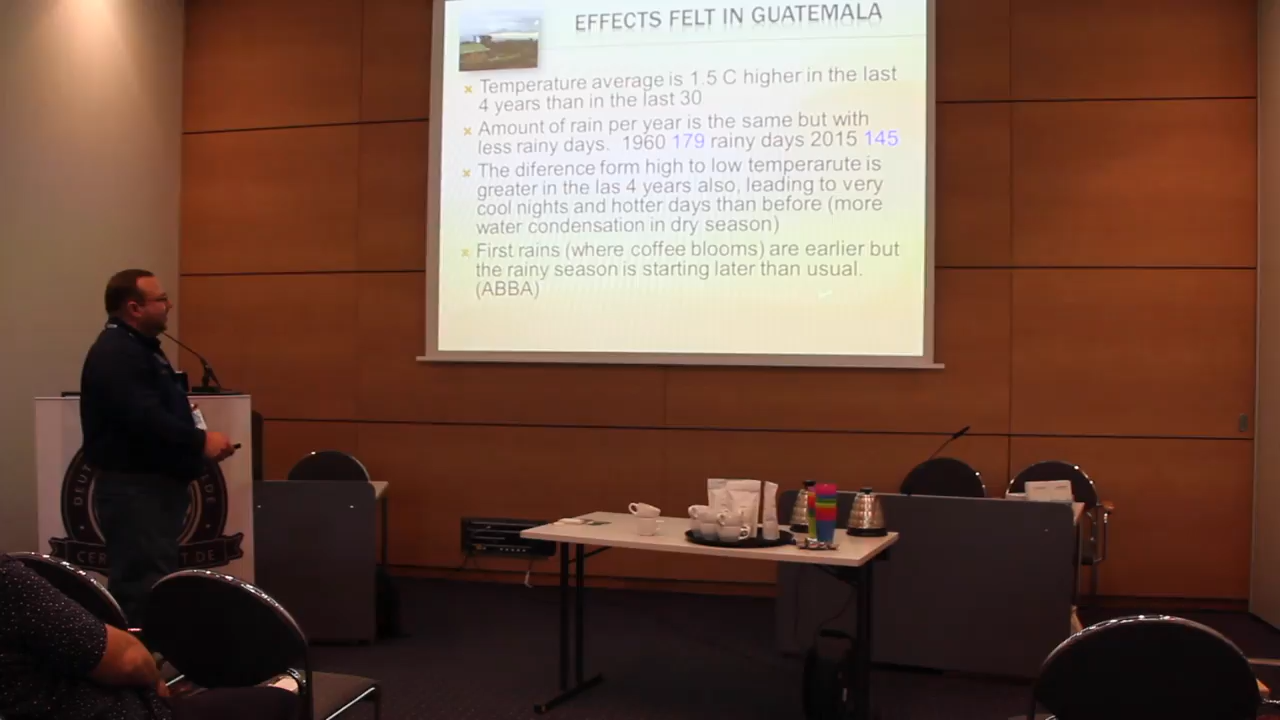 EFFECTS FELT IN GUATEMALA
Temperature average is 1.5 C higher in the last
4 years than in the last 30
Amount of rain per year is the same but with
less rainy days. 1960 179 rainy days 2015 145
The diference form high to low temperarute is
greater in the las 4 years also, leading to very
cool nights and hotter days than before (more
water condensation in dry season)
First rains (where coffee blooms) are earlier but
the rainy season is starting later than usual.
(ABBA)